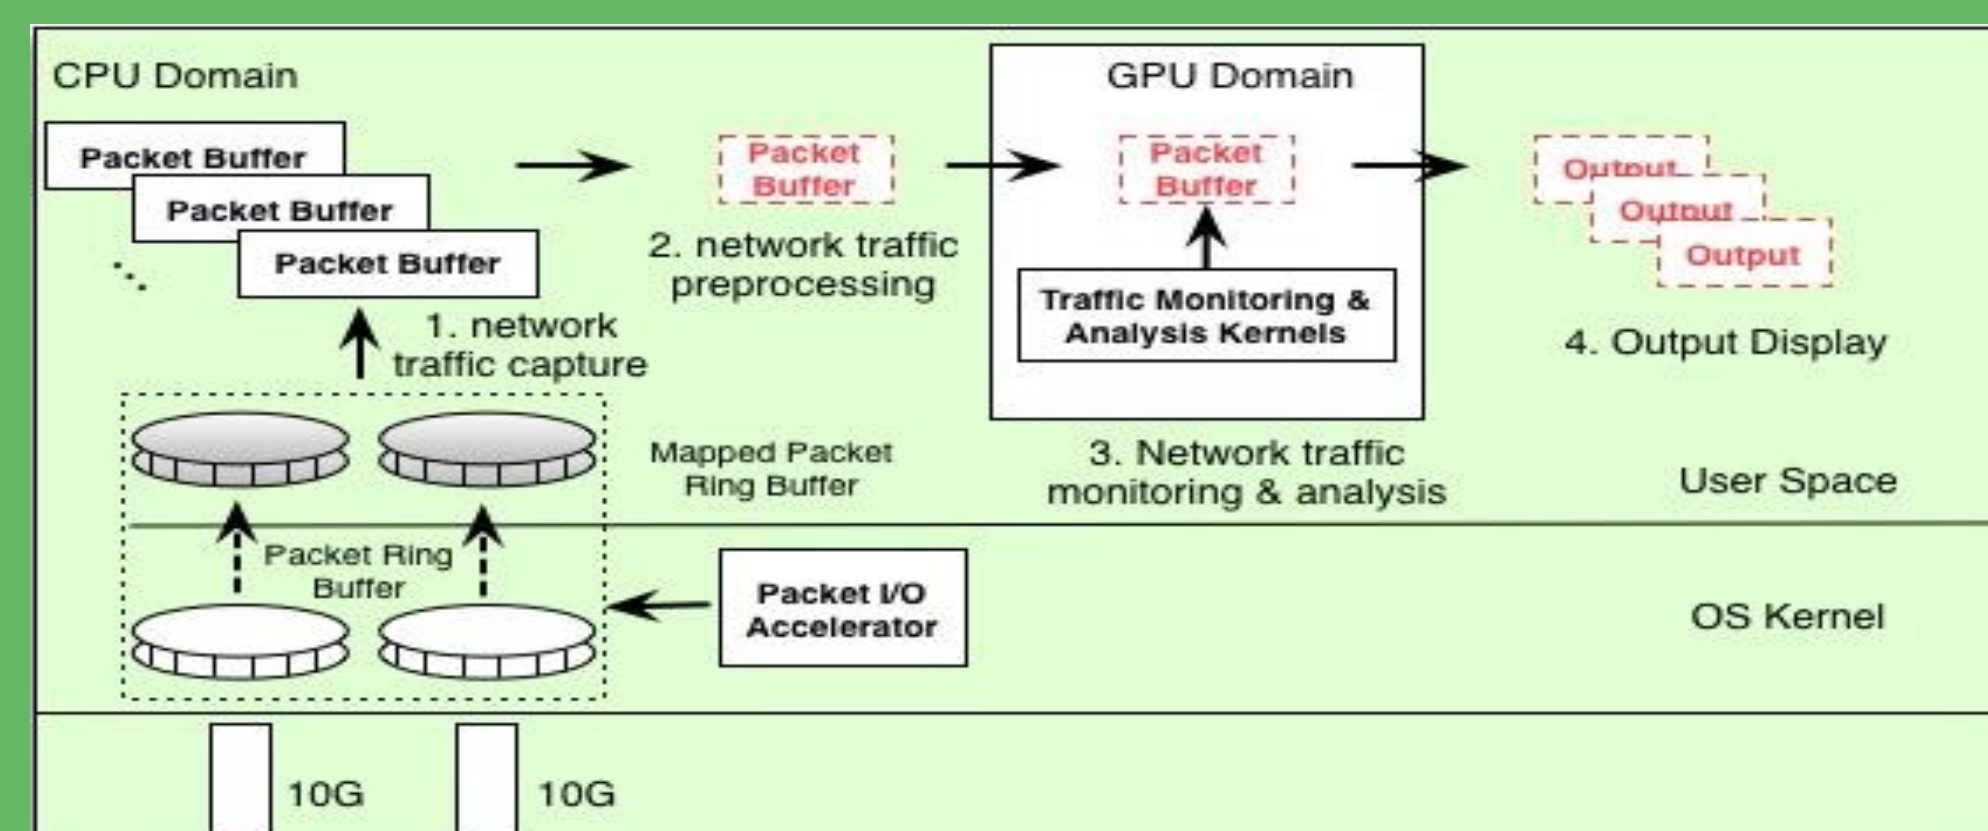 CPU Domain
GPU Domain
Packet Buffer
Packet Buffer
Packet Buffer
1. network
traffic capture
Packet
Buffer
2. network traffic
preprocessing
Packet
Buffer
Traffic Monitoring &
Analysis Kernels
3. Network traffic
monitoring & analysis
Output
Output
Output
4. Output Display
Mapped Packet
Ring Buffer
User Space
Packet Ring
Buffer
Packet I/O
Accelerator
OS Kernel
10G
10G